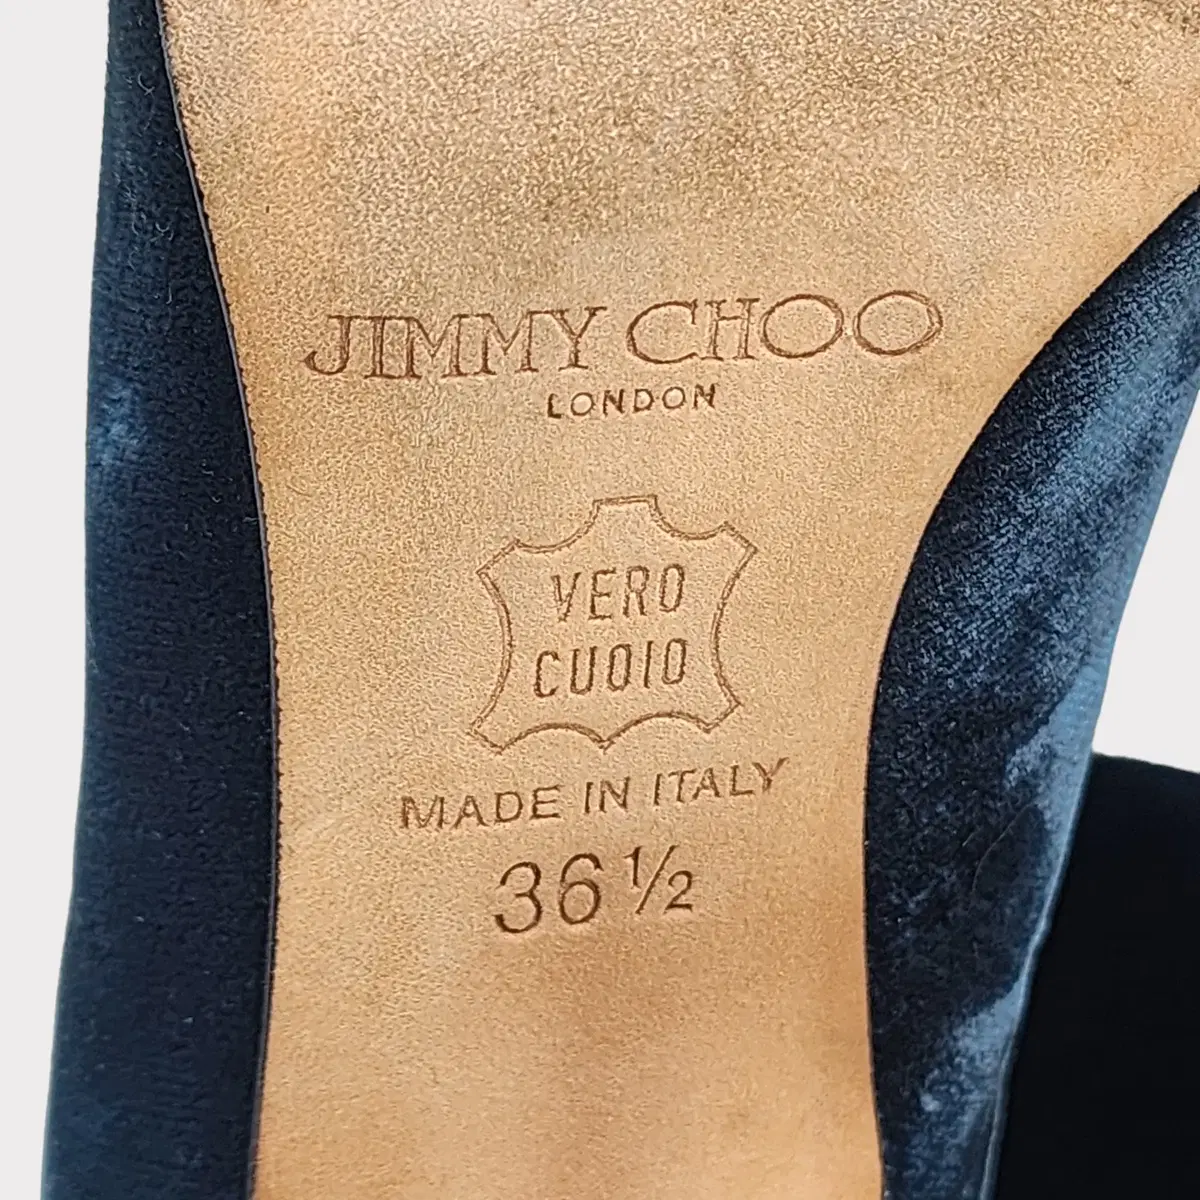 JIMMY CHOO
LONDON
VERO
CUOIO
MADE IN ITALY
36 ½